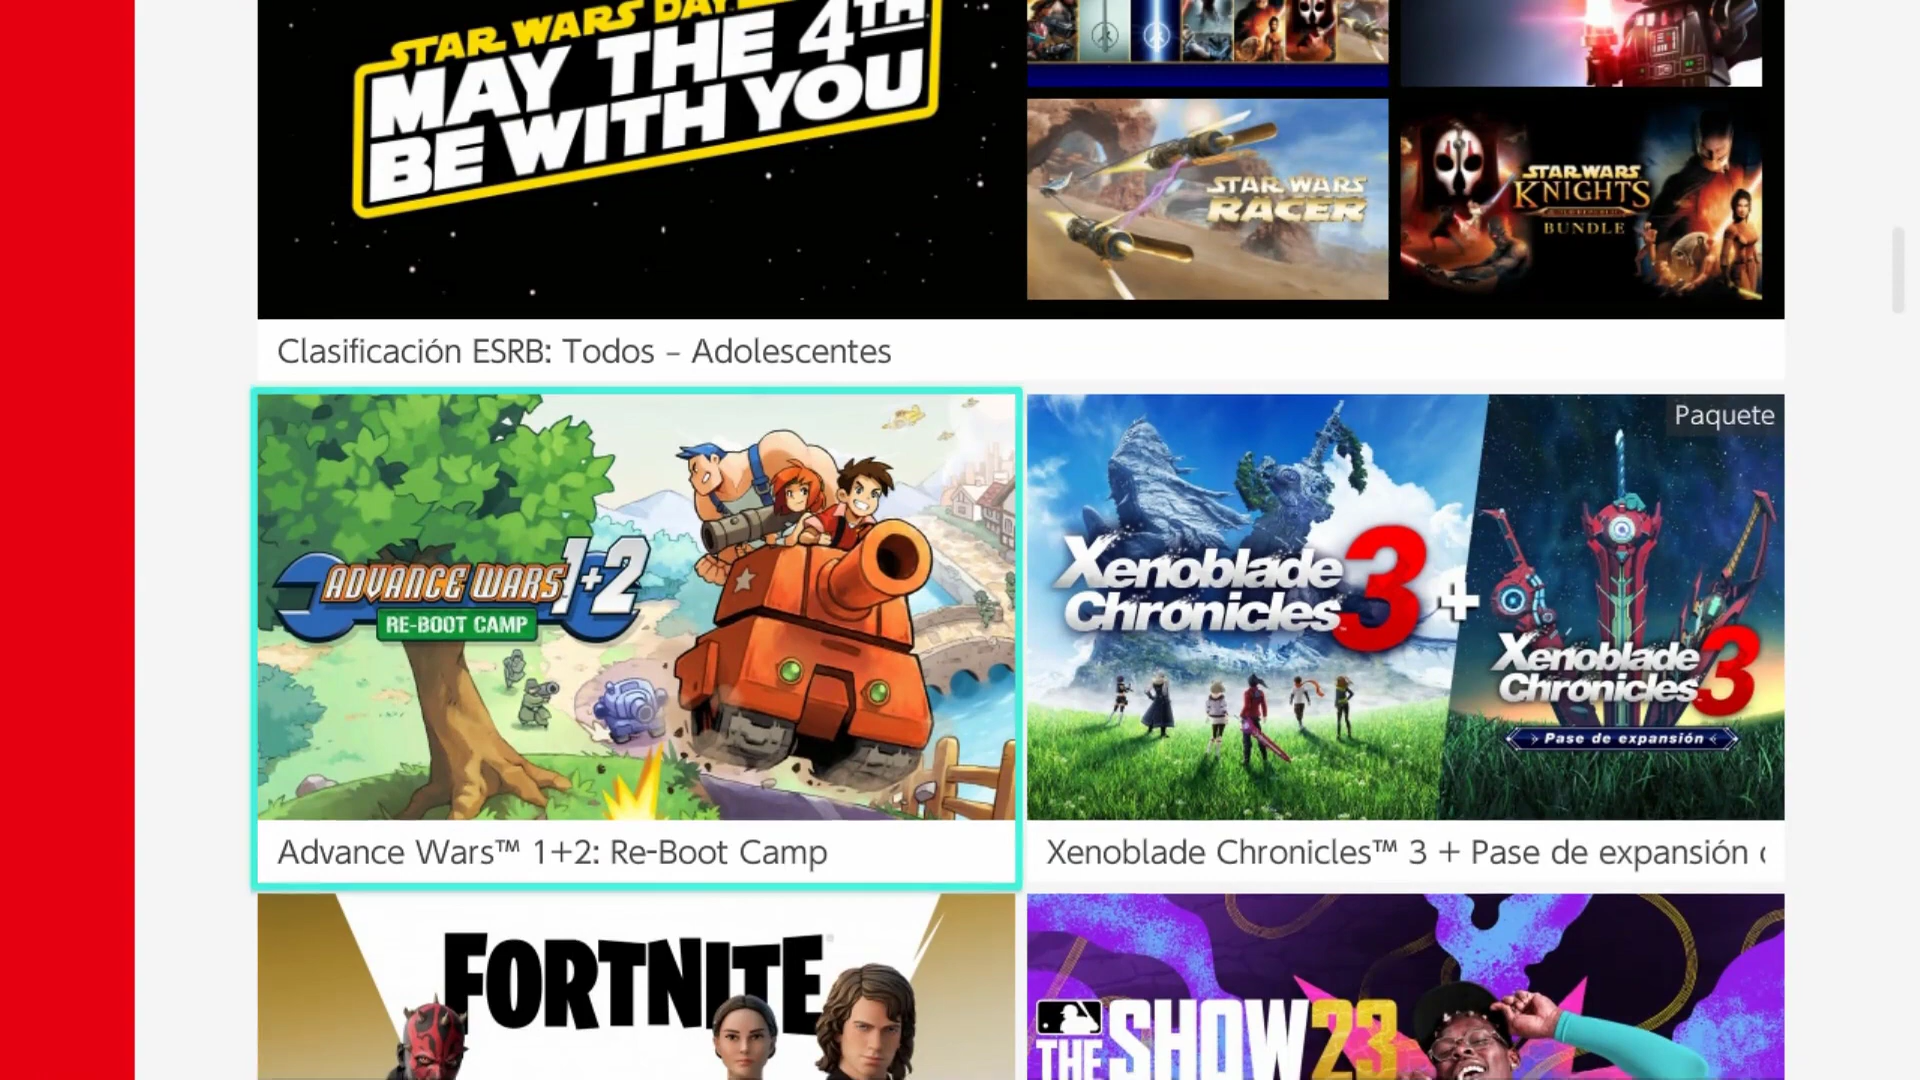 STAR WARS DAY
MAY THE 4TH
BE WITH YOU
STAR WARS
RACER
STAR WARS
KNIGHTS
BUNDLE
Clasificación ESRB: Todos – Adolescentes
ADVANCE WARS 1+2
RE-BOOT CAMP
Advance Wars™ 1+2: Re-Boot Camp
Paquete
Xenoblade
Chronicles 3
+
Xenoblade
Chronicles 3
Pase de expansión
Xenoblade Chronicles™ 3 + Pase de expansión
FORTNITE
THE SHOW 23